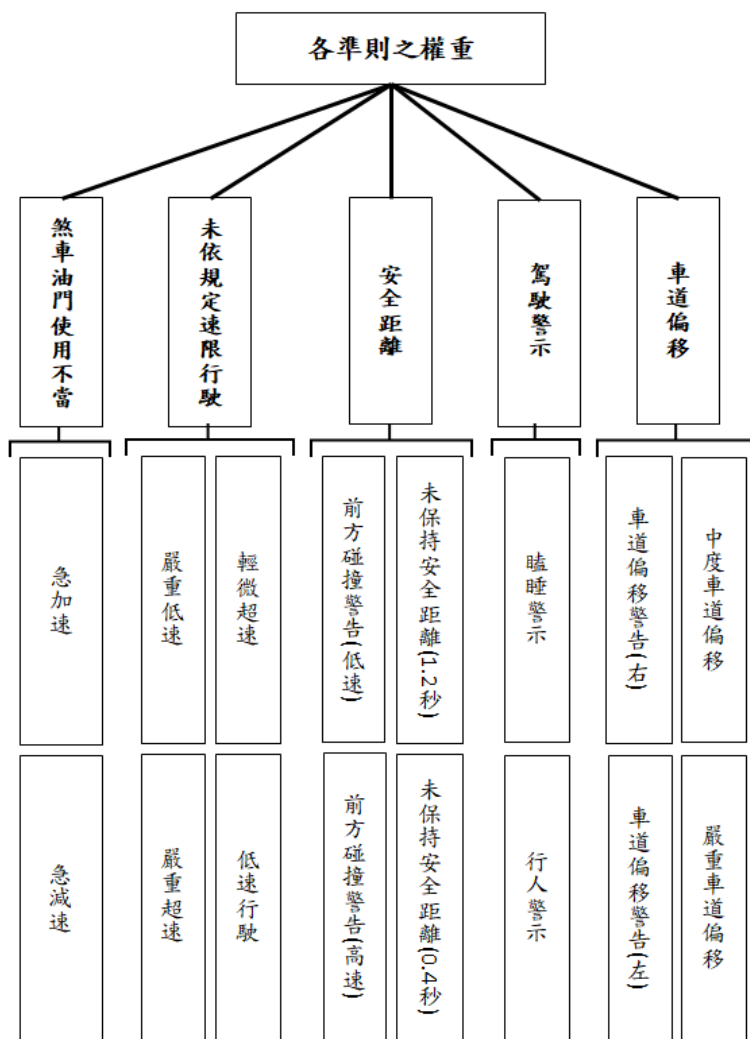 各準則之權重
煞車油門使用不當
未依規定速限行駛
安全距離
駕駛警示
車道偏移
急加速
嚴重低速
輕微超速
前方碰撞警告(低速)
未保持安全距離(1.2秒)
瞌睡警示
車道偏移警告(右)
中度車道偏移
急減速
嚴重超速
低速行駛
前方碰撞警告(高速)
未保持安全距離(0.4秒)
行人警示
車道偏移警告(左)
嚴重車道偏移